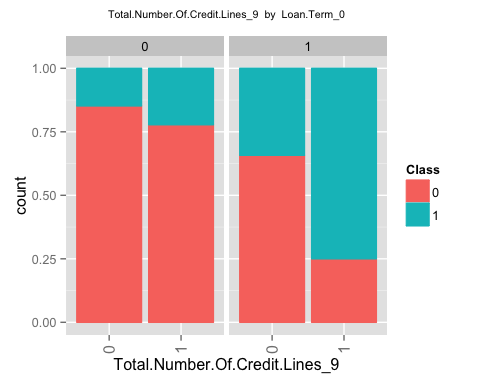 Total.Number.Of.Credit.Lines_9 by Loan.Term_0
0 1
1.00
0.75
0.50
0.25
0.00
count
0 1 0 1
Total.Number.Of.Credit.Lines_9
Class
0
1